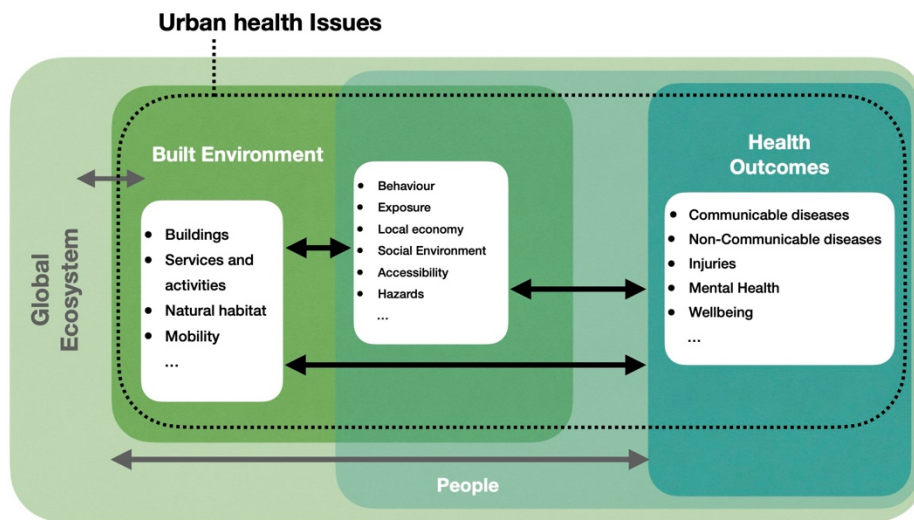 Urban health Issues
Global
Ecosystem
Built Environment
• Buildings
• Services and
activities
• Natural habitat
• Mobility
...
• Behaviour
• Exposure
• Local economy
• Social Environment
• Accessibility
• Hazards
...
Health
Outcomes
• Communicable diseases
• Non-Communicable diseases
• Injuries
• Mental Health
• Wellbeing
...
People